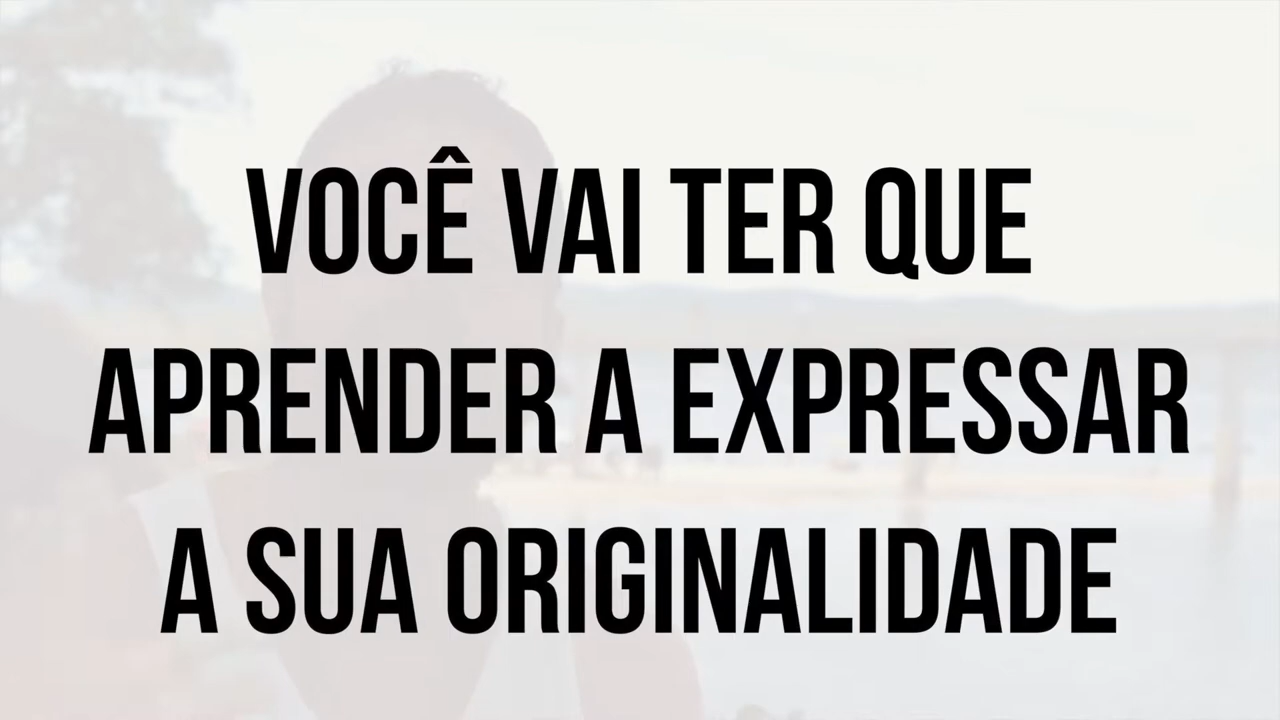 VOCÊ VAI TER QUE
APRENDER A EXPRESSAR
A SUA ORIGINALIDADE